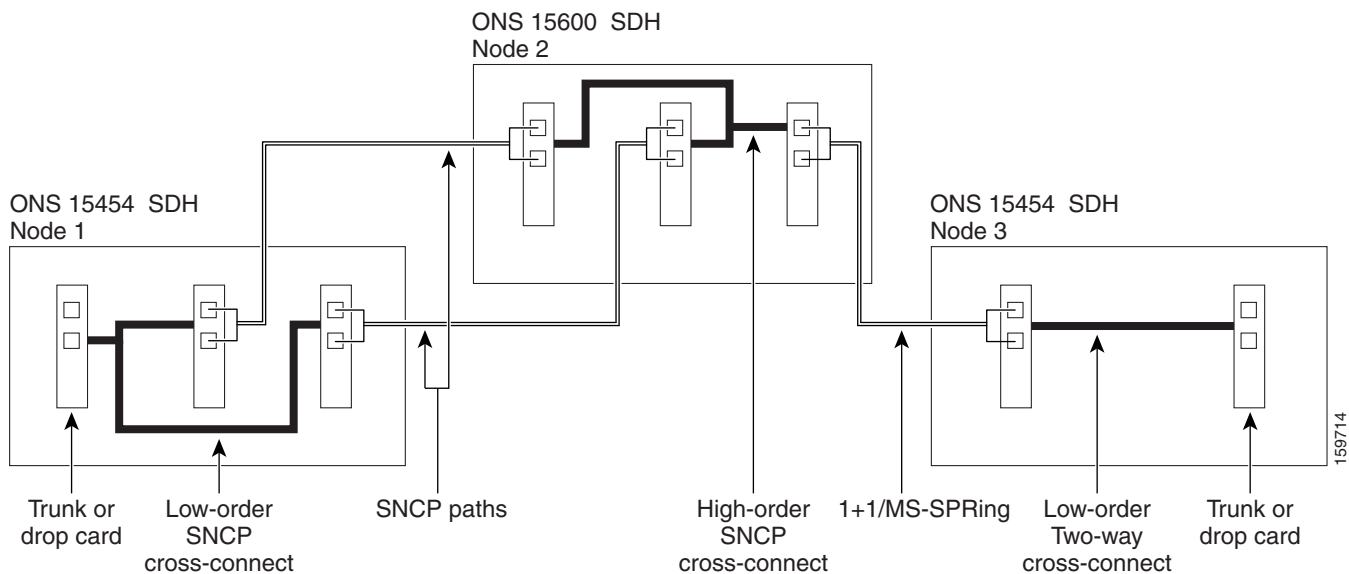 ONS 15600 SDH
Node 2
ONS 15454 SDH
Node 1
ONS 15454 SDH
Node 3
159714
Trunk or
drop card
Low-order
SNCP
cross-connect
SNCP paths
High-order
SNCP
cross-connect
1+1/MS-SPRing
Low-order
Two-way
cross-connect
Trunk or
drop card